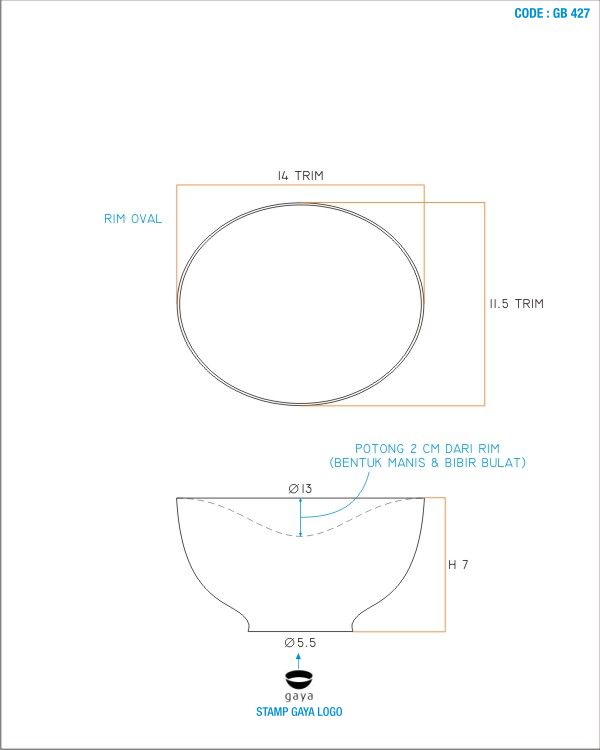 CODE : GB 427
14 TRIM
RIM OVAL
11.5 TRIM
POTONG 2 CM DARI RIM
(BENTUK MANIS & BIBIR BULAT)
Ø13
H 7
Ø5.5
gaya
STAMP GAYA LOGO